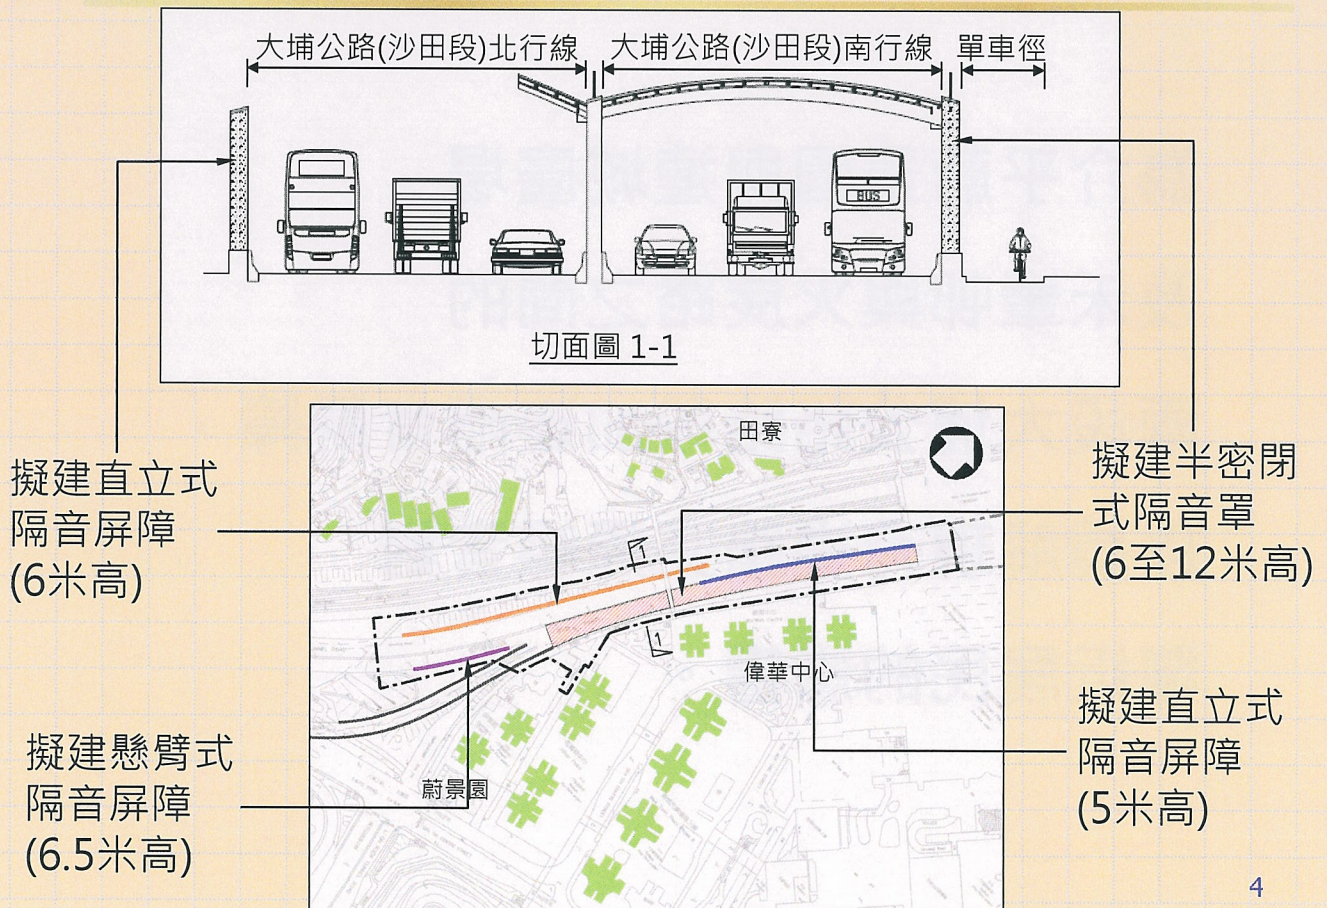 大埔公路(沙田段)北行線
大埔公路(沙田段)南行線
單車徑
BUS
切面圖 1-1
擬建直立式
隔音屏障
(6米高)
田寮
擬建半密閉
式隔音罩
(6至12米高)
1
1
偉華中心
蔚景園
擬建懸臂式
隔音屏障
(6.5米高)
擬建直立式
隔音屏障
(5米高)
4